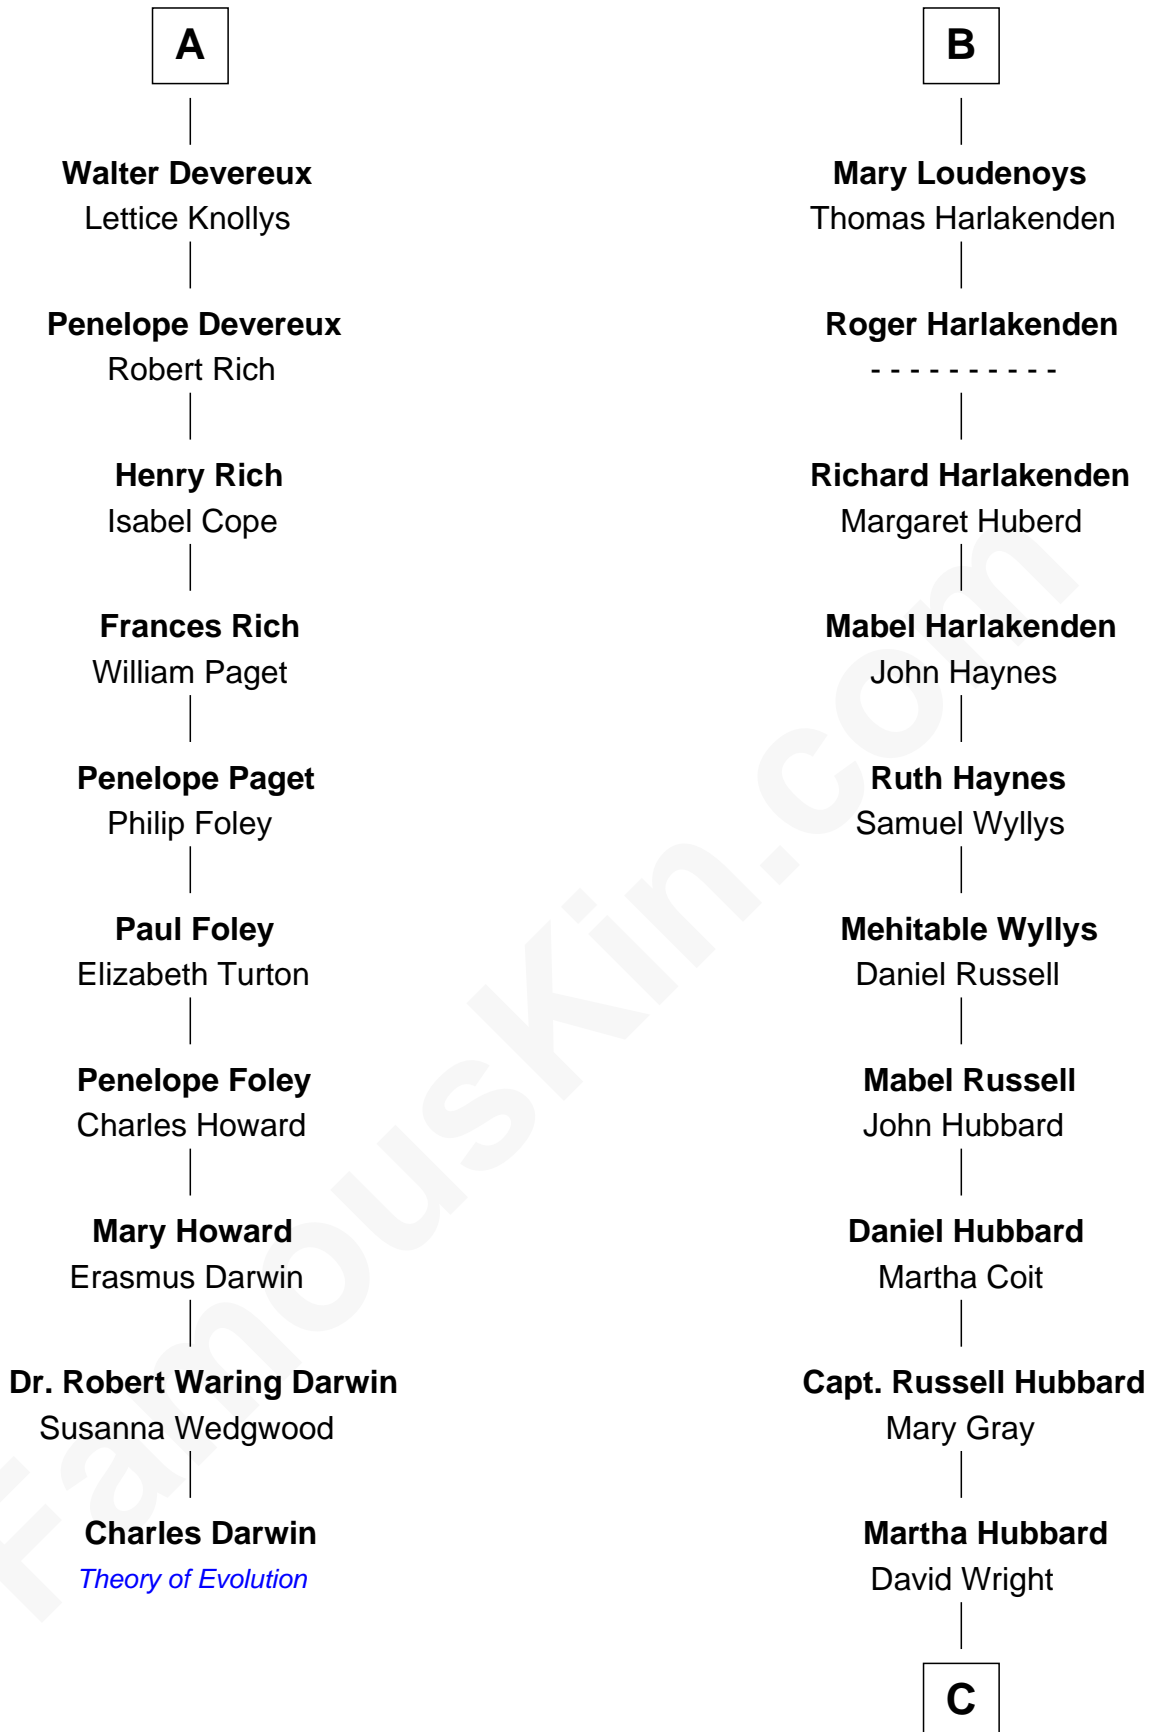 A
Walter Devereux
Lettice Knollys
Penelope Devereux
Robert Rich
Henry Rich
Isabel Cope
Frances Rich
William Paget
Penelope Paget
Philip Foley
Paul Foley
Elizabeth Turton
Penelope Foley
Charles Howard
Mary Howard
Erasmus Darwin
Dr. Robert Waring Darwin
Susanna Wedgwood
Charles Darwin
Theory of Evolution
B
Mary Loudenoys
Thomas Harlakenden
Roger Harlakenden
- - - - - - - - - -
Richard Harlakenden
Margaret Huberd
Mabel Harlakenden
John Haynes
Ruth Haynes
Samuel Wyllys
Mehitable Wyllys
Daniel Russell
Mabel Russell
John Hubbard
Daniel Hubbard
Martha Coit
Capt. Russell Hubbard
Mary Gray
Martha Hubbard
David Wright
C
FamousKin.com